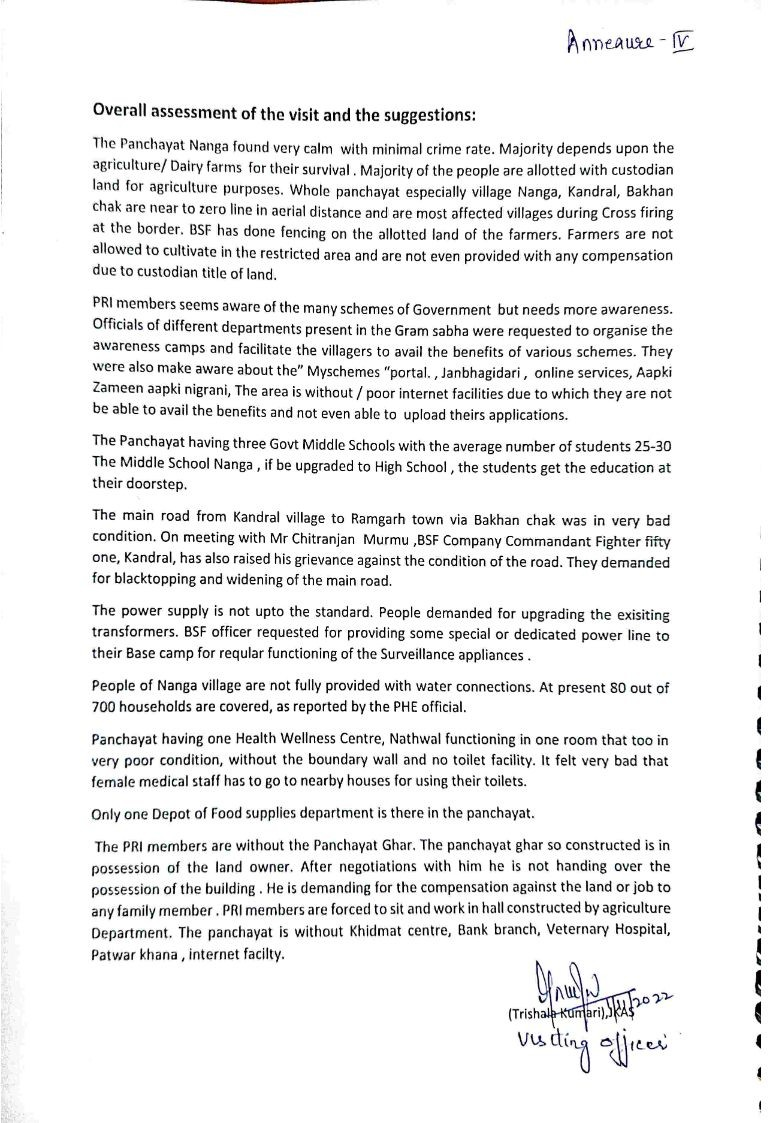 Annexure - IV
Overall assessment of the visit and the suggestions:
The Panchayat Nanga found very calm with minimal crime rate. Majority depends upon the
agriculture/ Dairy farms for their survival . Majority of the people are allotted with custodian
land for agriculture purposes. Whole panchayat especially village Nanga, Kandral, Bakhan
chak are near to zero line in aerial distance and are most affected villages during Cross firing
at the border. BSF has done fencing on the allotted land of the farmers. Farmers are not
allowed to cultivate in the restricted area and are not even provided with any compensation
due to custodian title of land.
PRI members seems aware of the many schemes of Government but needs more awareness.
Officials of different departments present in the Gram sabha were requested to organise the
awareness camps and facilitate the villagers to avail the benefits of various schemes. They
were also make aware about the" Myschemes "portal. , Janbhagidari , online services, Aapki
Zameen aapki nigrani, The area is without / poor internet facilities due to which they are not
be able to avail the benefits and not even able to upload theirs applications.
The Panchayat having three Govt Middle Schools with the average number of students 25-30
The Middle School Nanga , if be upgraded to High School , the students get the education at
their doorstep.
The main road from Kandral village to Ramgarh town via Bakhan chak was in very bad
condition. On meeting with Mr Chitranjan Murmu ,BSF Company Commandant Fighter fifty
one, Kandral, has also raised his grievance against the condition of the road. They demanded
for blacktopping and widening of the main road.
The power supply is not upto the standard. People demanded for upgrading the exisiting
transformers. BSF officer requested for providing some special or dedicated power line to
their Base camp for reqular functioning of the Surveillance appliances .
People of Nanga village are not fully provided with water connections. At present 80 out of
700 households are covered, as reported by the PHE official.
Panchayat having one Health Wellness Centre, Nathwal functioning in one room that too in
very poor condition, without the boundary wall and no toilet facility. It felt very bad that
female medical staff has to go to nearby houses for using their toilets.
Only one Depot of Food supplies department is there in the panchayat.
The PRI members are without the Panchayat Ghar. The panchayat ghar so constructed is in
possession of the land owner. After negotiations with him he is not handing over the
possession of the building . He is demanding for the compensation against the land or job to
any family member . PRI members are forced to sit and work in hall constructed by agriculture
Department. The panchayat is without Khidmat centre, Bank branch, Veternary Hospital,
Patwar khana , internet facilty.
2022
(Trishala Kumari),JKAS
Visiting officer